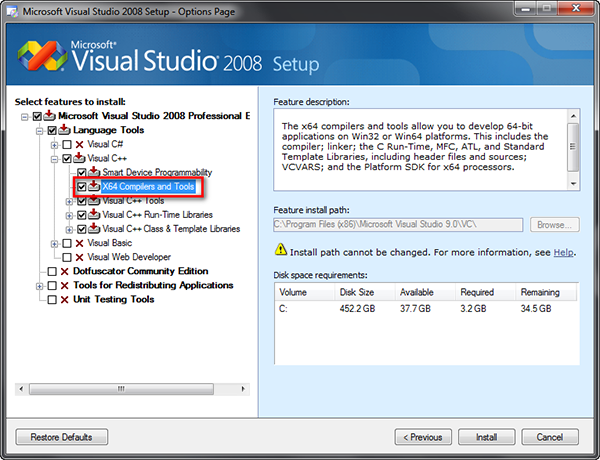 Microsoft Visual Studio 2008 Setup - Options Page
Microsoft®
Visual Studio® 2008 Setup
Select features to install:
Microsoft Visual Studio 2008 Professional E
Language Tools
Visual C#
Visual C++
Smart Device Programmability
X64 Compilers and Tools
Visual C++ Tools
Visual C++ Run-Time Libraries
Visual C++ Class & Template Libraries
Visual Basic
Visual Web Developer
Dotfuscator Community Edition
Tools for Redistributing Applications
Unit Testing Tools
Feature description:
The x64 compilers and tools allow you to develop 64-bit
applications on Win32 or Win64 platforms. This includes the
compiler; linker; the C Run-Time, MFC, ATL, and Standard
Template Libraries, including header files and sources;
VCVARS; and the Platform SDK for x64 processors.
Feature install path:
C:\Program Files (x86)\Microsoft Visual Studio 9.0\VC\
Browse...
Install path cannot be changed. For more information, see Help.
Disk space requirements:
Volume Disk Size Available Required Remaining
C: 452.2 GB 37.7 GB 3.2 GB 34.5 GB
Restore Defaults
< Previous
Install
Cancel